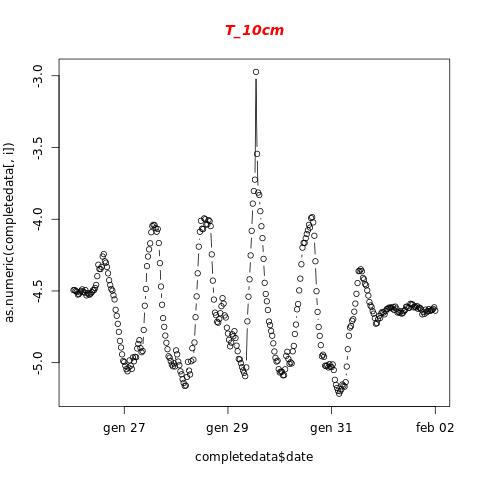 T_10cm
-3.0
-3.5
-4.0
-4.5
-5.0
as.numeric(completedata[, i])
gen 27 gen 29 gen 31 feb 02
completedata$date